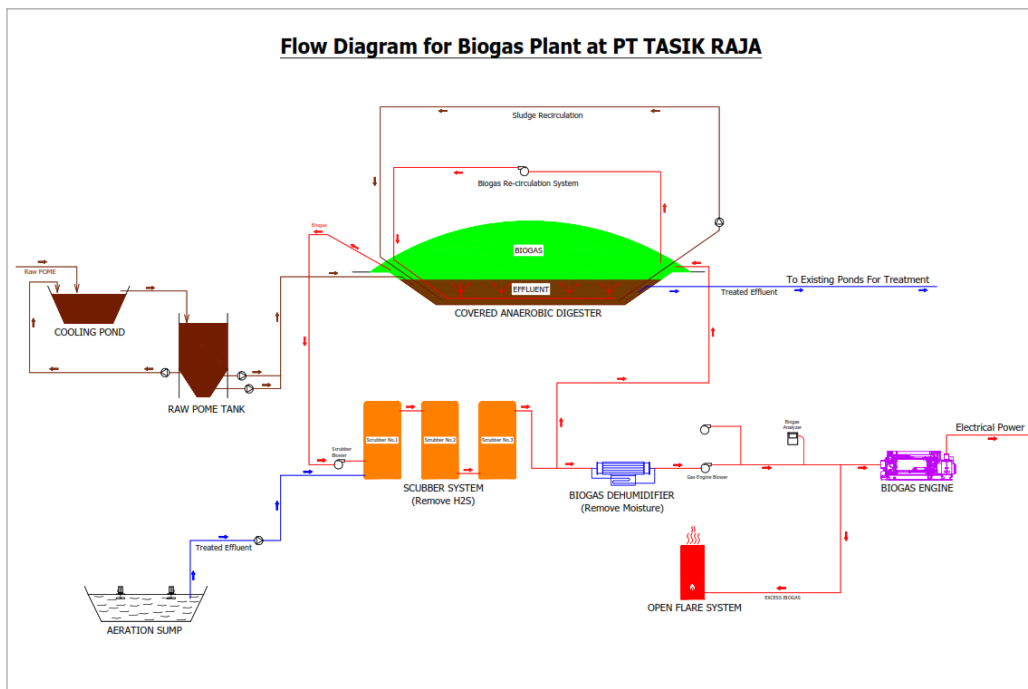 Flow Diagram for Biogas Plant at PT TASIK RAJA
Sludge Recirculation
Biogas Re-circulation System
Biogas
BIOGAS
Raw POME
EFFLUENT
To Existing Ponds For Treatment
Treated Effluent
COVERED ANAEROBIC DIGESTER
COOLING POND
RAW POME TANK
Scrubber No.1
Scrubber No.2
Scrubber No.3
Scrubber
Blower
SCUBBER SYSTEM
(Remove H2S)
BIOGAS DEHUMIDIFIER
(Remove Moisture)
Gas Engine Blower
Biogas
Analyzer
Electrical Power
BIOGAS ENGINE
Treated Effluent
AERATION SUMP
OPEN FLARE SYSTEM
EXCESS BIOGAS